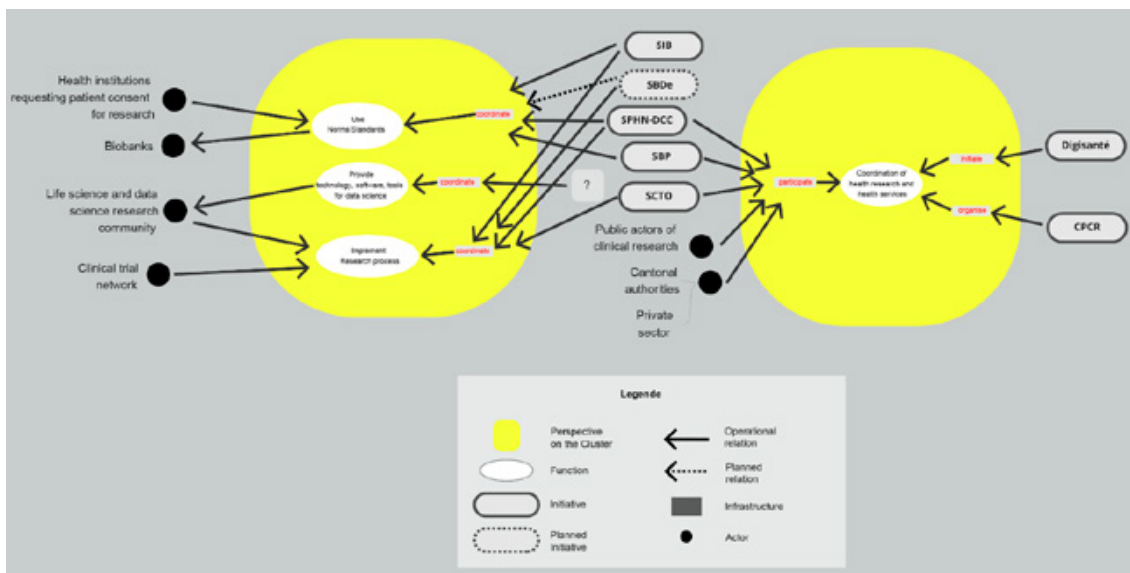 Health institutions
requesting patient consent
for research
Biobanks
Life science and data
science research
community
Clinical trial
network
Use
Norms Standards
Provide
technology, software, tools
for data science
Implement
Research process
coordinate
coordinate
coordinate
SIB
SBDe
SPHN-DCC
SBP
?
SCTO
Public actors of
clinical research
Cantonal
authorities
Private
sector
participate
Coordination of
health research and
health services
initiate
organise
Digisanté
CPCR
Legende
Perspective
on the Cluster
Function
Initiative
Planned
Initiative
Operational
relation
Planned
relation
Infrastructure
Actor